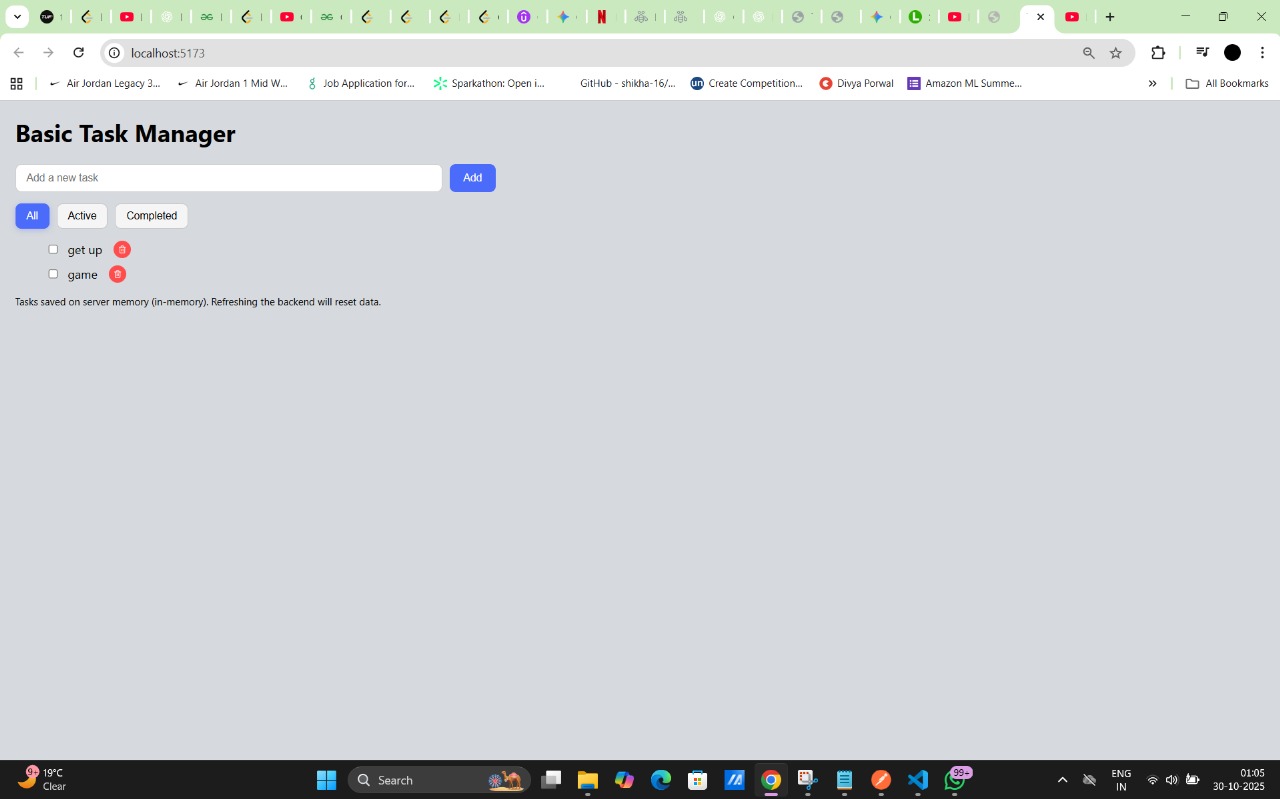 localhost:5173
Air Jordan Legacy 3...
Air Jordan 1 Mid W...
Job Application for...
Sparkathon: Open i...
GitHub - shikha-16/...
un
Create Competition...
Divya Porwal
Amazon ML Summe...
»
All Bookmarks
Basic Task Manager
Add a new task
Add
All
Active
Completed
get up
game
Tasks saved on server memory (in-memory). Refreshing the backend will reset data.
9+
19°C
Clear
Search
99+
ENG
IN
01:05
30-10-2025